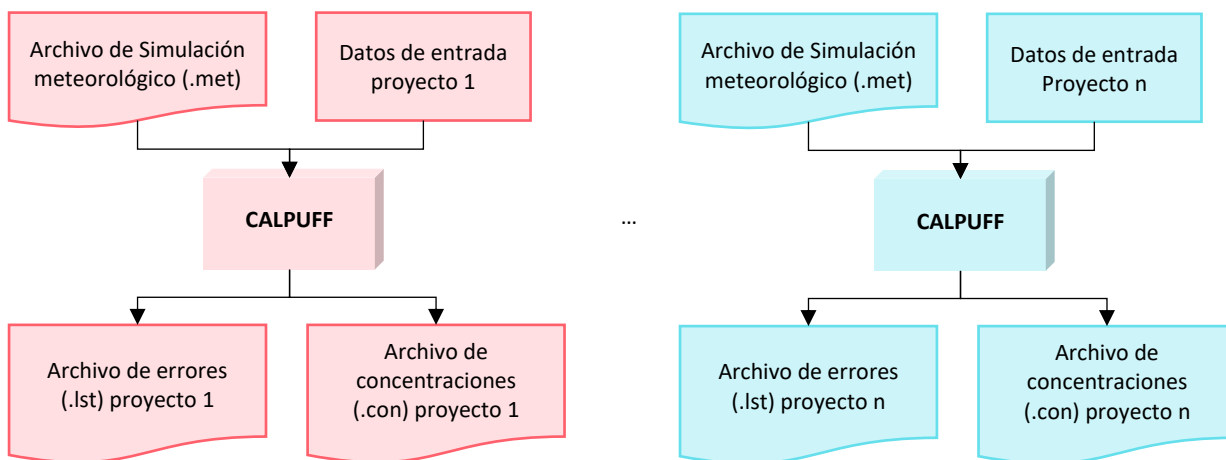 Archivo de Simulación
meteorológico (.met)
Datos de entrada
proyecto 1
CALPUFF
Archivo de errores
(.lst) proyecto 1
Archivo de
concentraciones
(.con) proyecto 1
...
Archivo de Simulación
meteorológico (.met)
Datos de entrada
Proyecto n
CALPUFF
Archivo de errores
(.lst) proyecto n
Archivo de
concentraciones
(.con) proyecto n